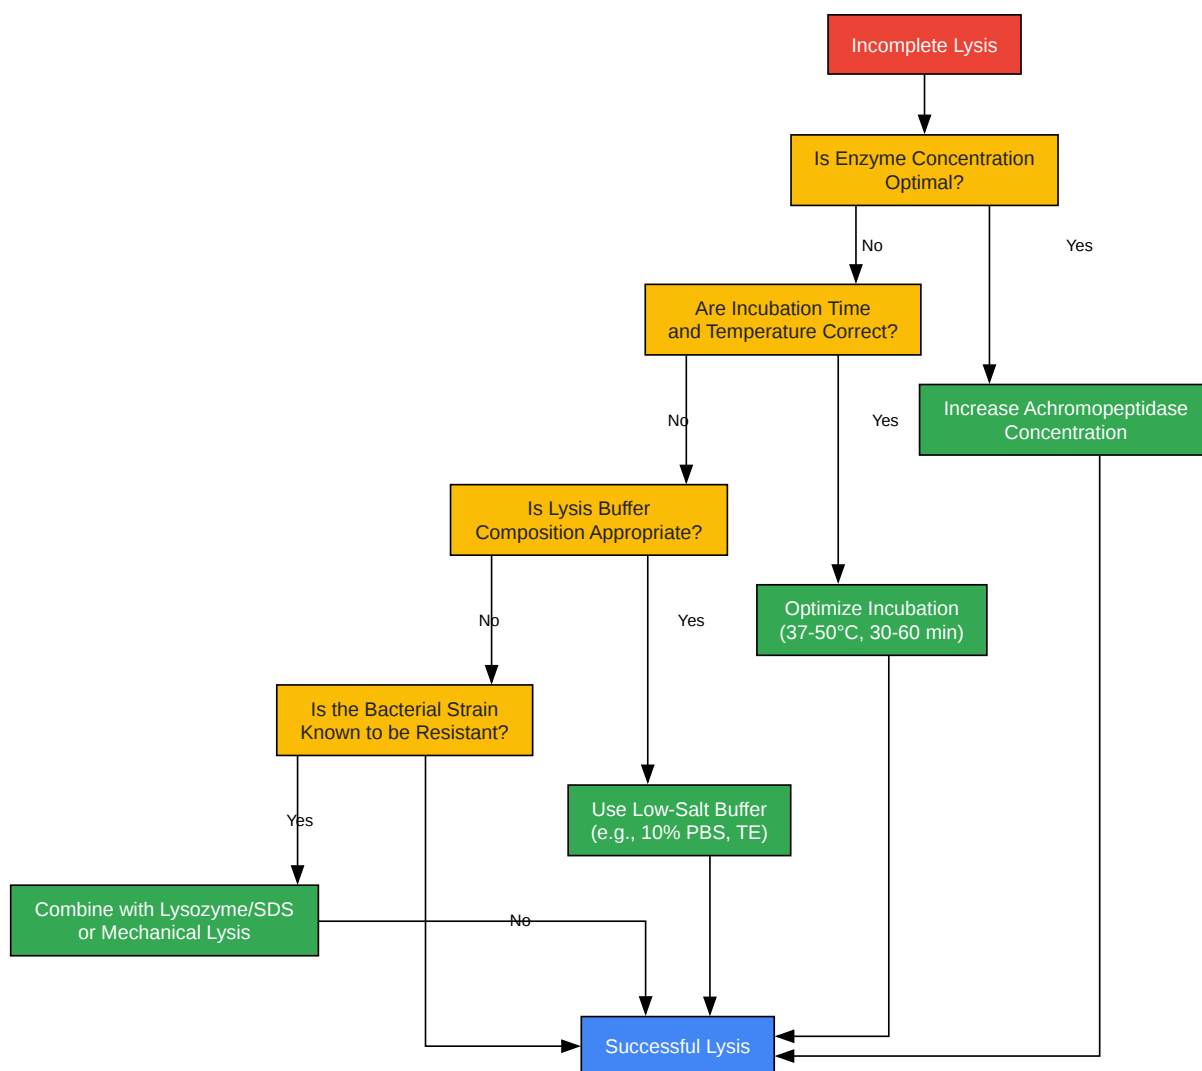 Incomplete Lysis
Is Enzyme Concentration
Optimal?
No
Yes
Are Incubation Time
and Temperature Correct?
Increase Achromopeptidase
Concentration
No
Yes
Is Lysis Buffer
Composition Appropriate?
Optimize Incubation
(37-50°C, 30-60 min)
No
Yes
Is the Bacterial Strain
Known to be Resistant?
Use Low-Salt Buffer
(e.g., 10% PBS, TE)
Yes
Combine with Lysozyme/SDS
or Mechanical Lysis
No
Successful Lysis